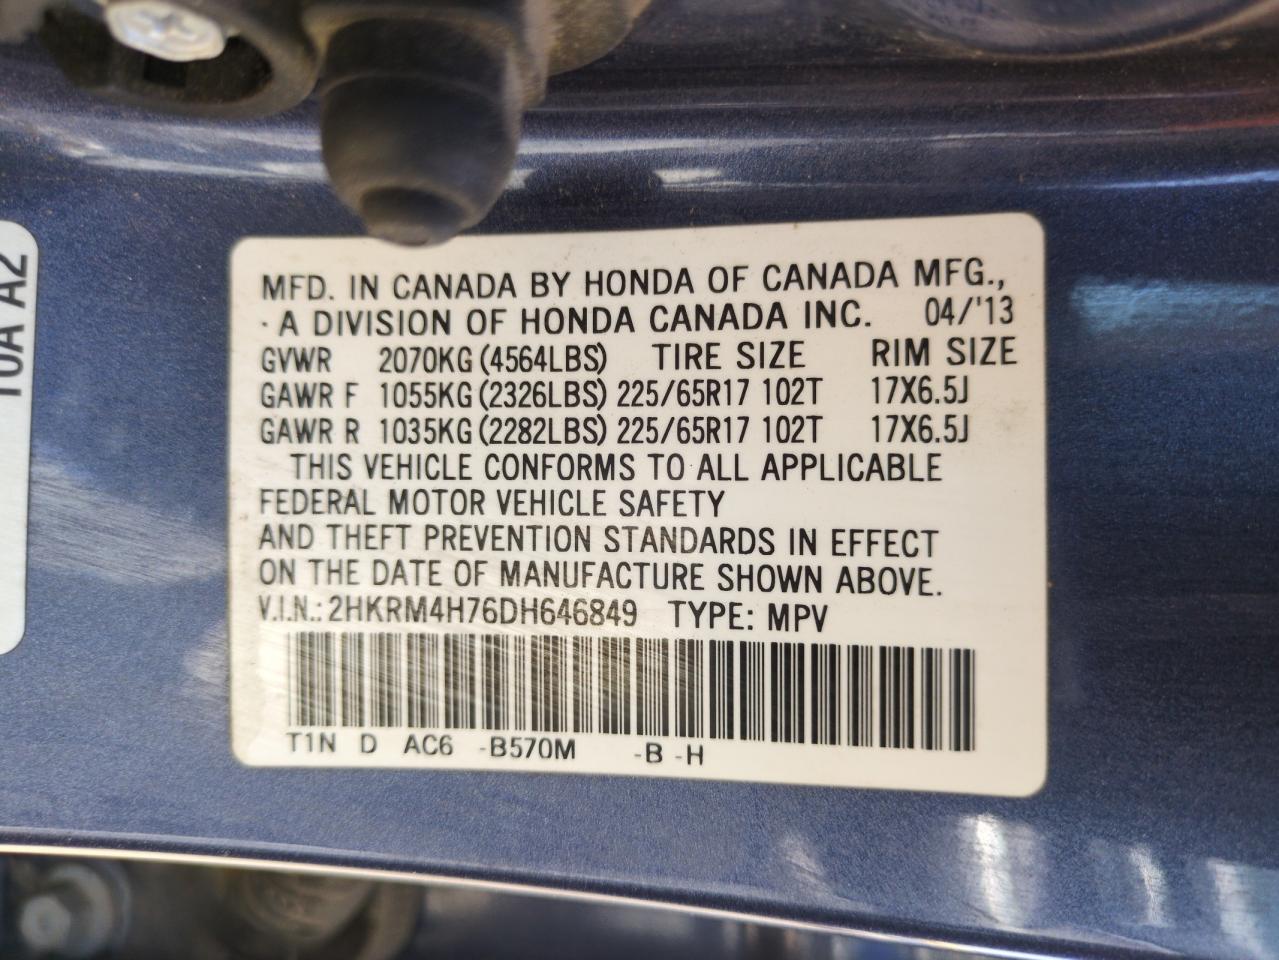 MFD. IN CANADA BY HONDA OF CANADA MFG.,
· A DIVISION OF HONDA CANADA INC. 04/'13
GVWR 2070KG (4564LBS) TIRE SIZE RIM SIZE
GAWR F 1055KG (2326LBS) 225/65R17 102T 17X6.5J
GAWR R 1035KG (2282LBS) 225/65R17 102T 17X6.5J
THIS VEHICLE CONFORMS TO ALL APPLICABLE
FEDERAL MOTOR VEHICLE SAFETY
AND THEFT PREVENTION STANDARDS IN EFFECT
ON THE DATE OF MANUFACTURE SHOWN ABOVE.
V.I.N.: 2HKRM4H76DH646849 TYPE: MPV
T1N D AC6 -B570M -B -H
10A A2